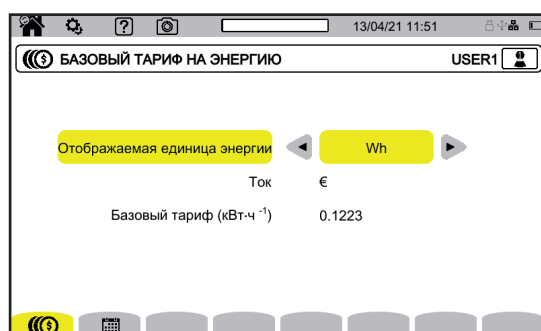 ? 13/04/21 11:51
БАЗОВЫЙ ТАРИФ НА ЭНЕРГИЮ USER1
Отображаемая единица энергии Wh
Ток €
Базовый тариф (кВт·ч -1) 0.1223